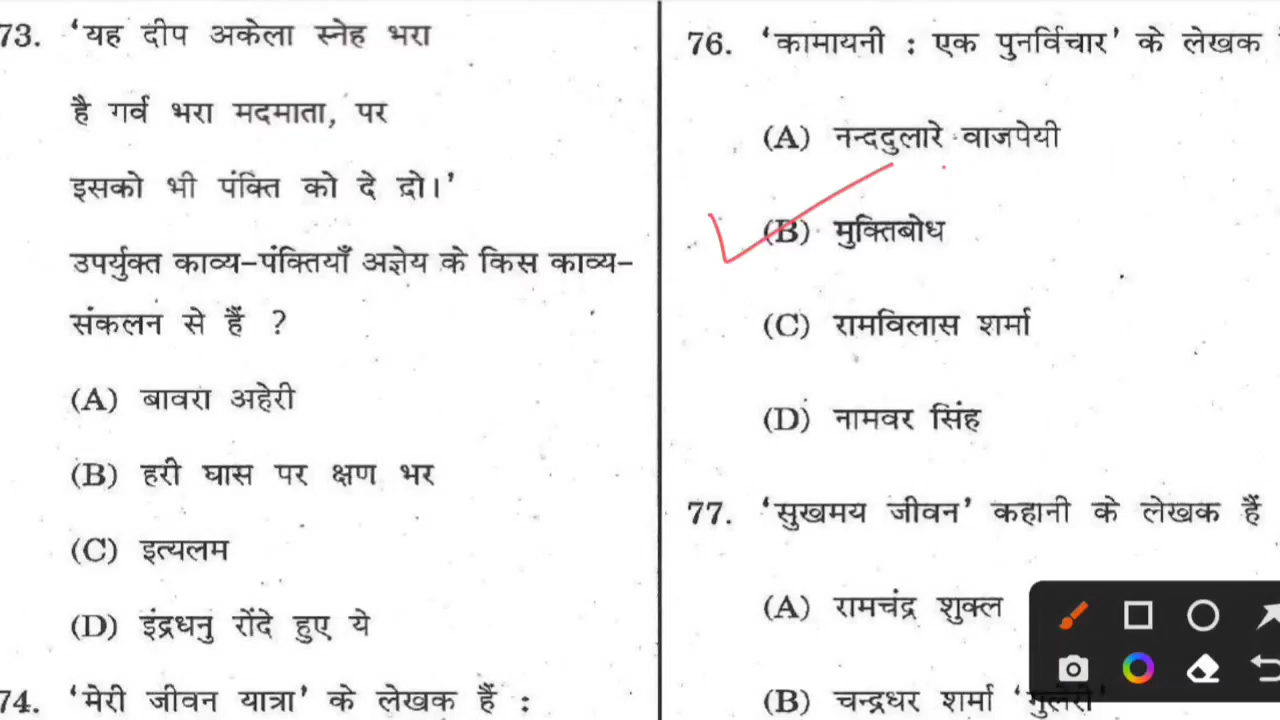 73. ‘यह दीप अकेला स्नेह भरा
है गर्व भरा मदमाता, पर
इसको भी पंक्ति को दे दो।’
उपर्युक्त काव्य-पंक्तियाँ अज्ञेय के किस काव्य-
संकलन से हैं ?
(A) बावरा अहेरी
(B) हरी घास पर क्षण भर
(C) इत्यलम
(D) इंद्रधनु रोंदे हुए ये
74. ‘मेरी जीवन यात्रा’ के लेखक हैं :
76. ‘कामायनी : एक पुनर्विचार’ के लेखक
(A) नन्ददुलारे वाजपेयी
(B) मुक्तिबोध
(C) रामविलास शर्मा
(D) नामवर सिंह
77. ‘सुखमय जीवन’ कहानी के लेखक हैं
(A) रामचंद्र शुक्ल
(B) चन्द्रधर शर्मा ‘गुलेरी’